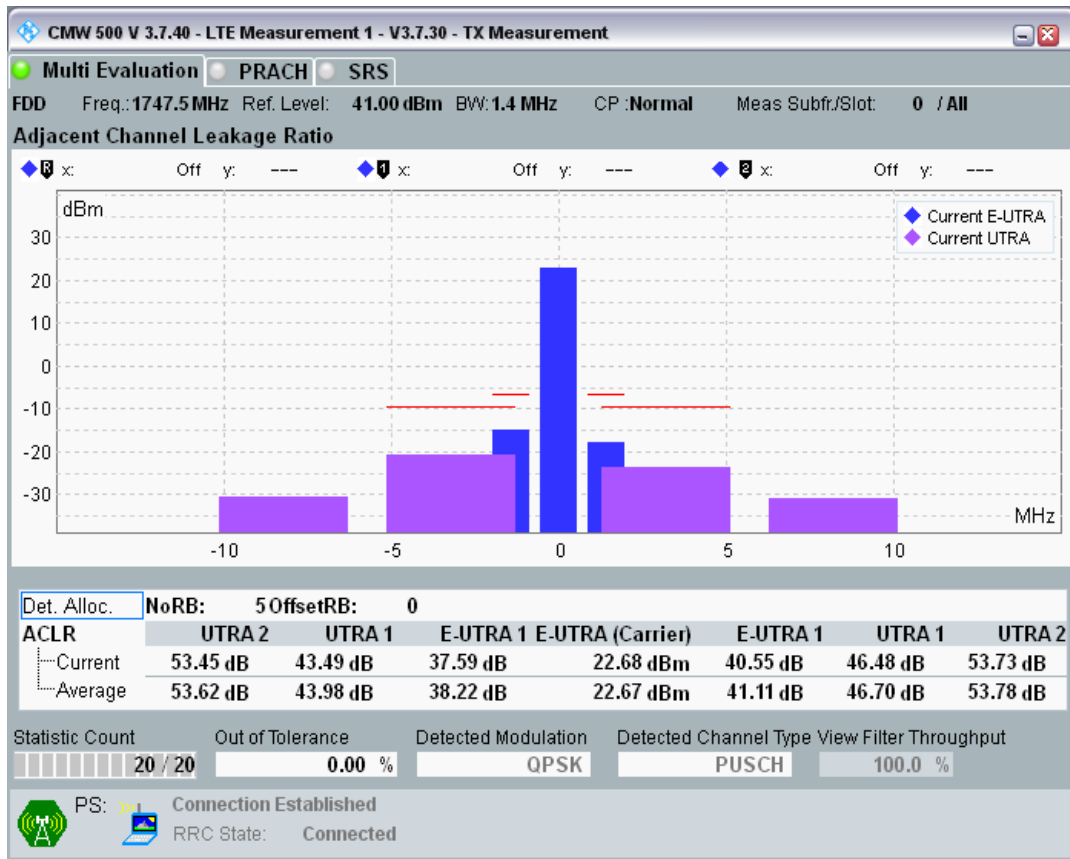 CMW 500 V 3.7.40 - LTE Measurement 1 - V3.7.30 - TX Measurement
Multi Evaluation PRACH SRS
FDD Freq.: 1747.5 MHz Ref. Level: 41.00 dBm BW: 1.4 MHz CP :Normal Meas Subfr./Slot: 0 / All
Adjacent Channel Leakage Ratio
R x: Off y: --- 1 x: Off y: --- 2 x: Off y: ---
dBm
Current E-UTRA
Current UTRA
30
20
10
0
-10
-20
-30
MHz
-10 -5 0 5 10
Det. Alloc. NoRB: 5 OffsetRB: 0
ACLR UTRA 2 UTRA 1 E-UTRA 1 E-UTRA (Carrier) E-UTRA 1 UTRA 1 UTRA 2
Current 53.45 dB 43.49 dB 37.59 dB 22.68 dBm 40.55 dB 46.48 dB 53.73 dB
Average 53.62 dB 43.98 dB 38.22 dB 22.67 dBm 41.11 dB 46.70 dB 53.78 dB
Statistic Count Out of Tolerance Detected Modulation Detected Channel Type View Filter Throughput
20 / 20 0.00 % QPSK PUSCH 100.0 %
PS: Connection Established
RRC State: Connected